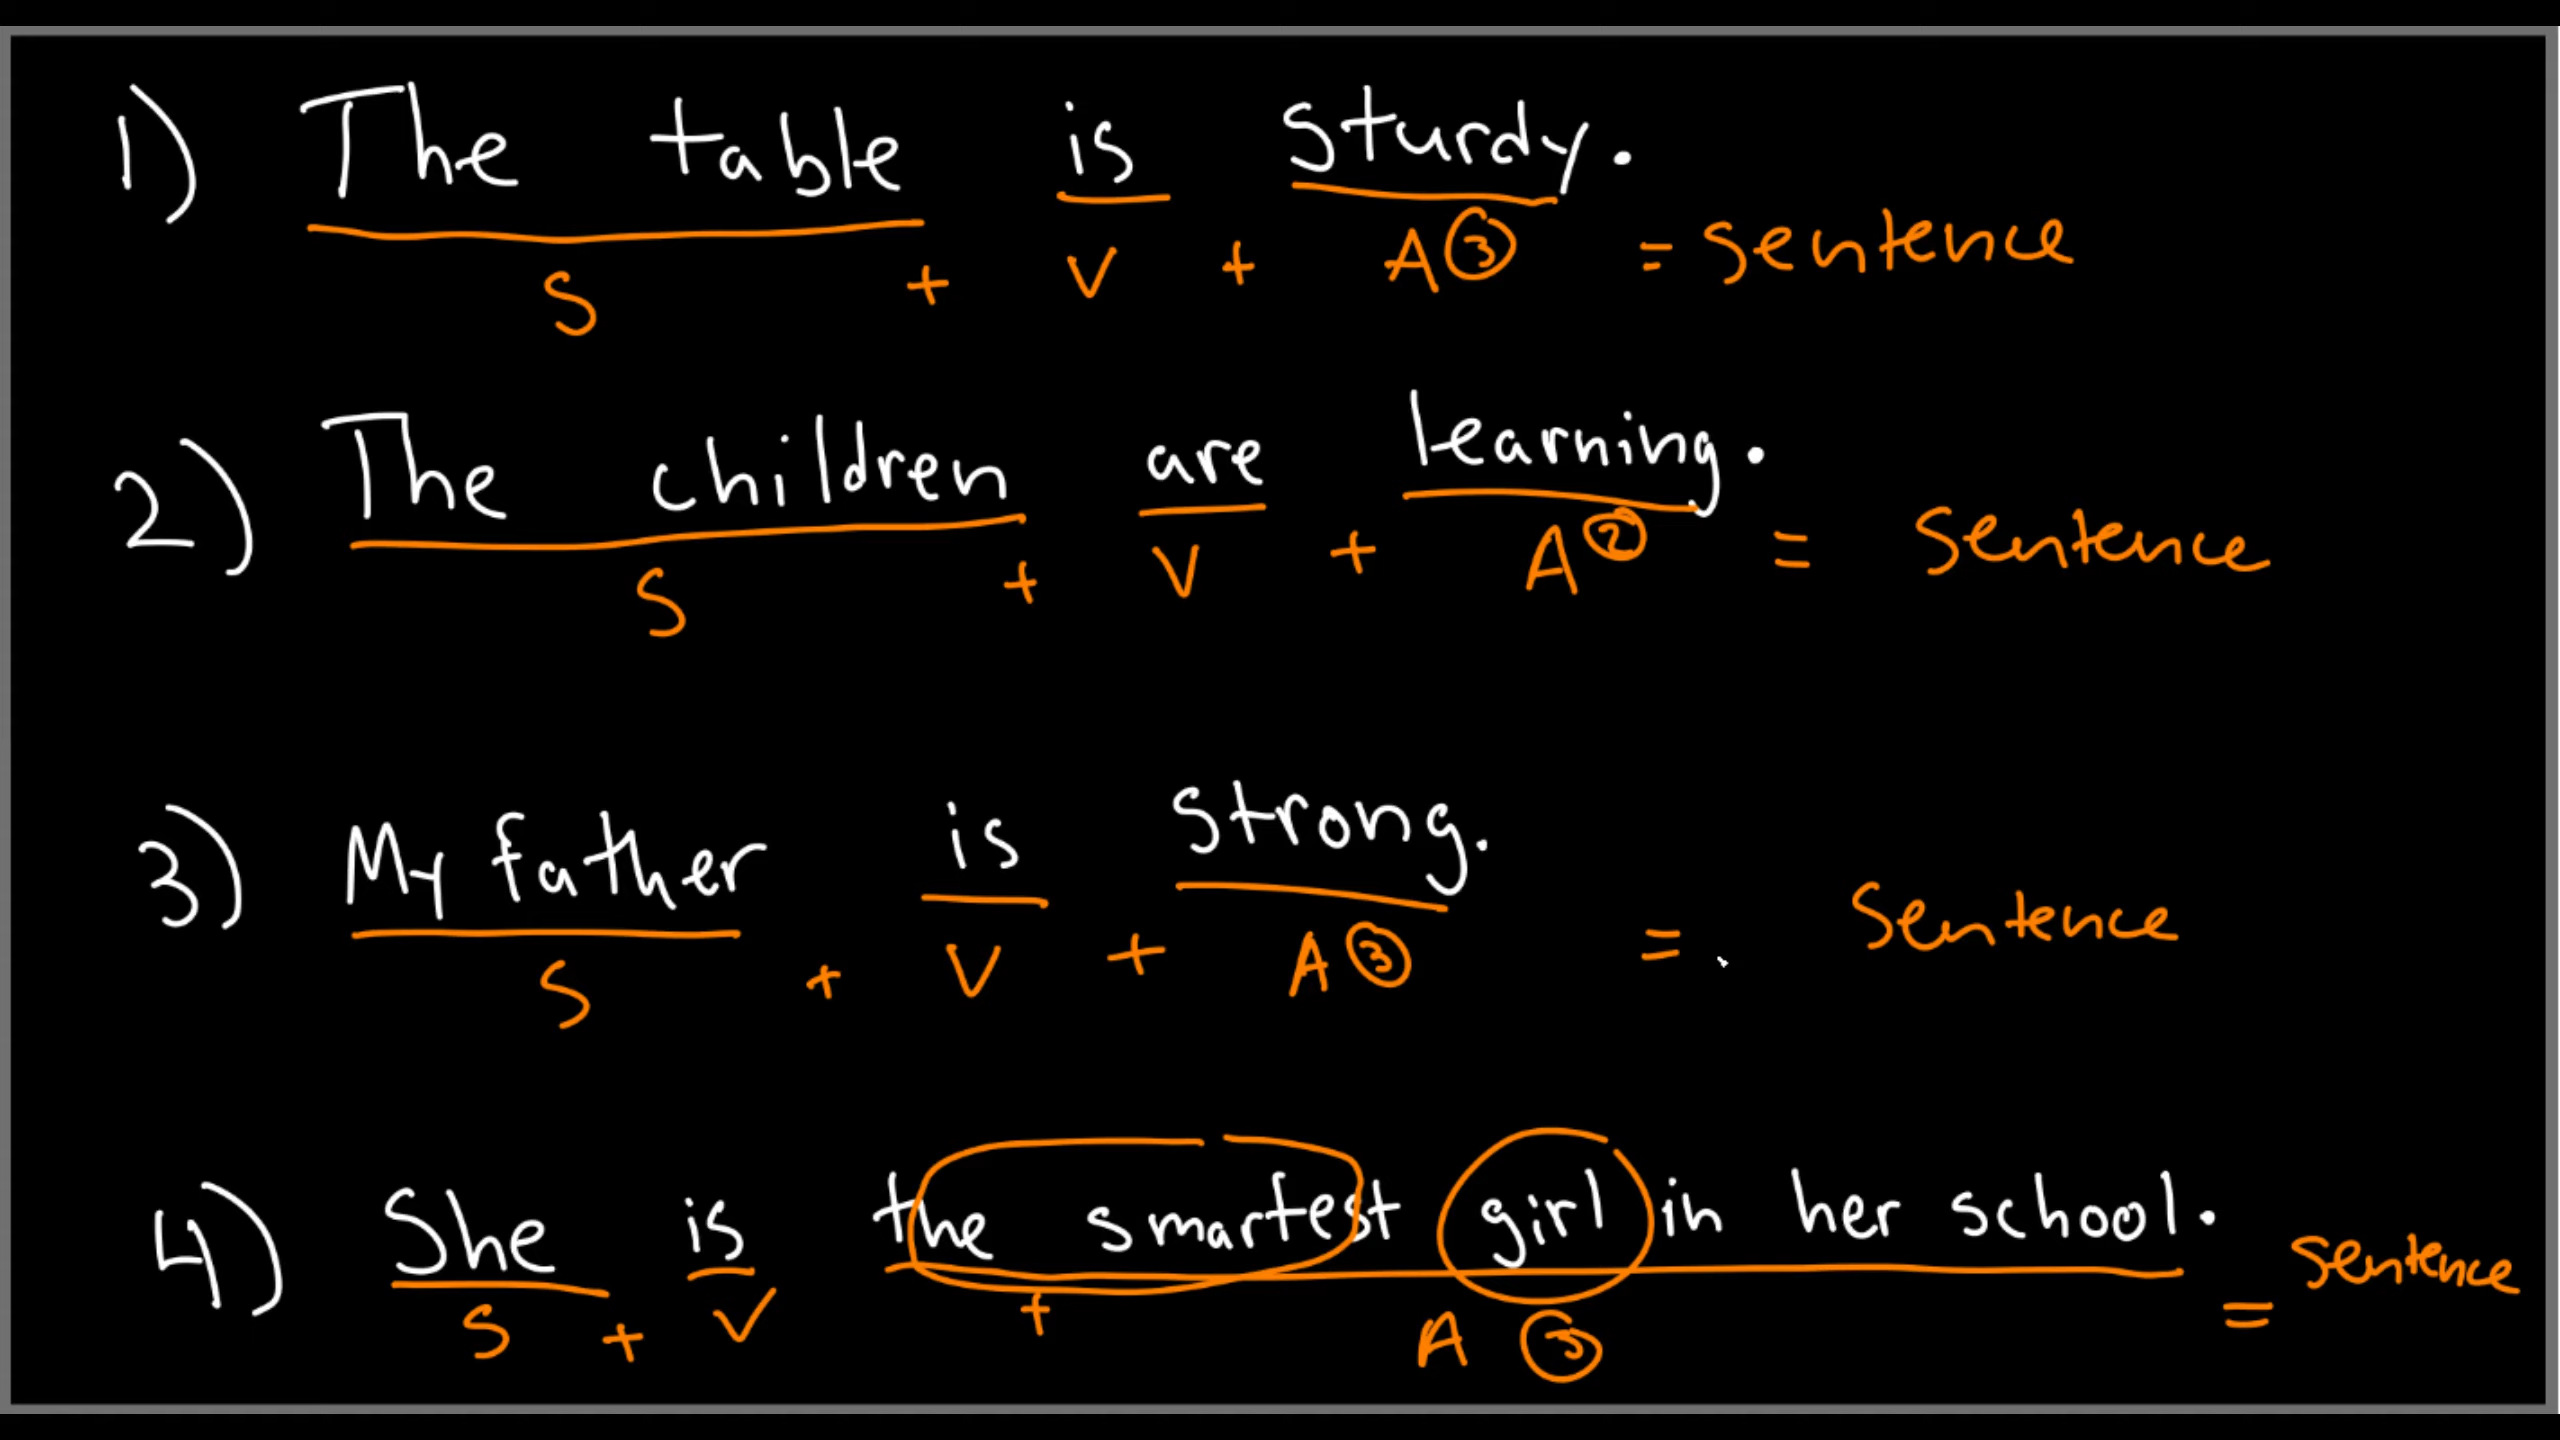 1) The table is sturdy.
S + V + A ③ = sentence
2) The children are learning.
S + V + A ② = sentence
3) My father is strong.
S + V + A ③ = sentence
4) She is the smartest girl in her school.
S + V + A ③ = sentence